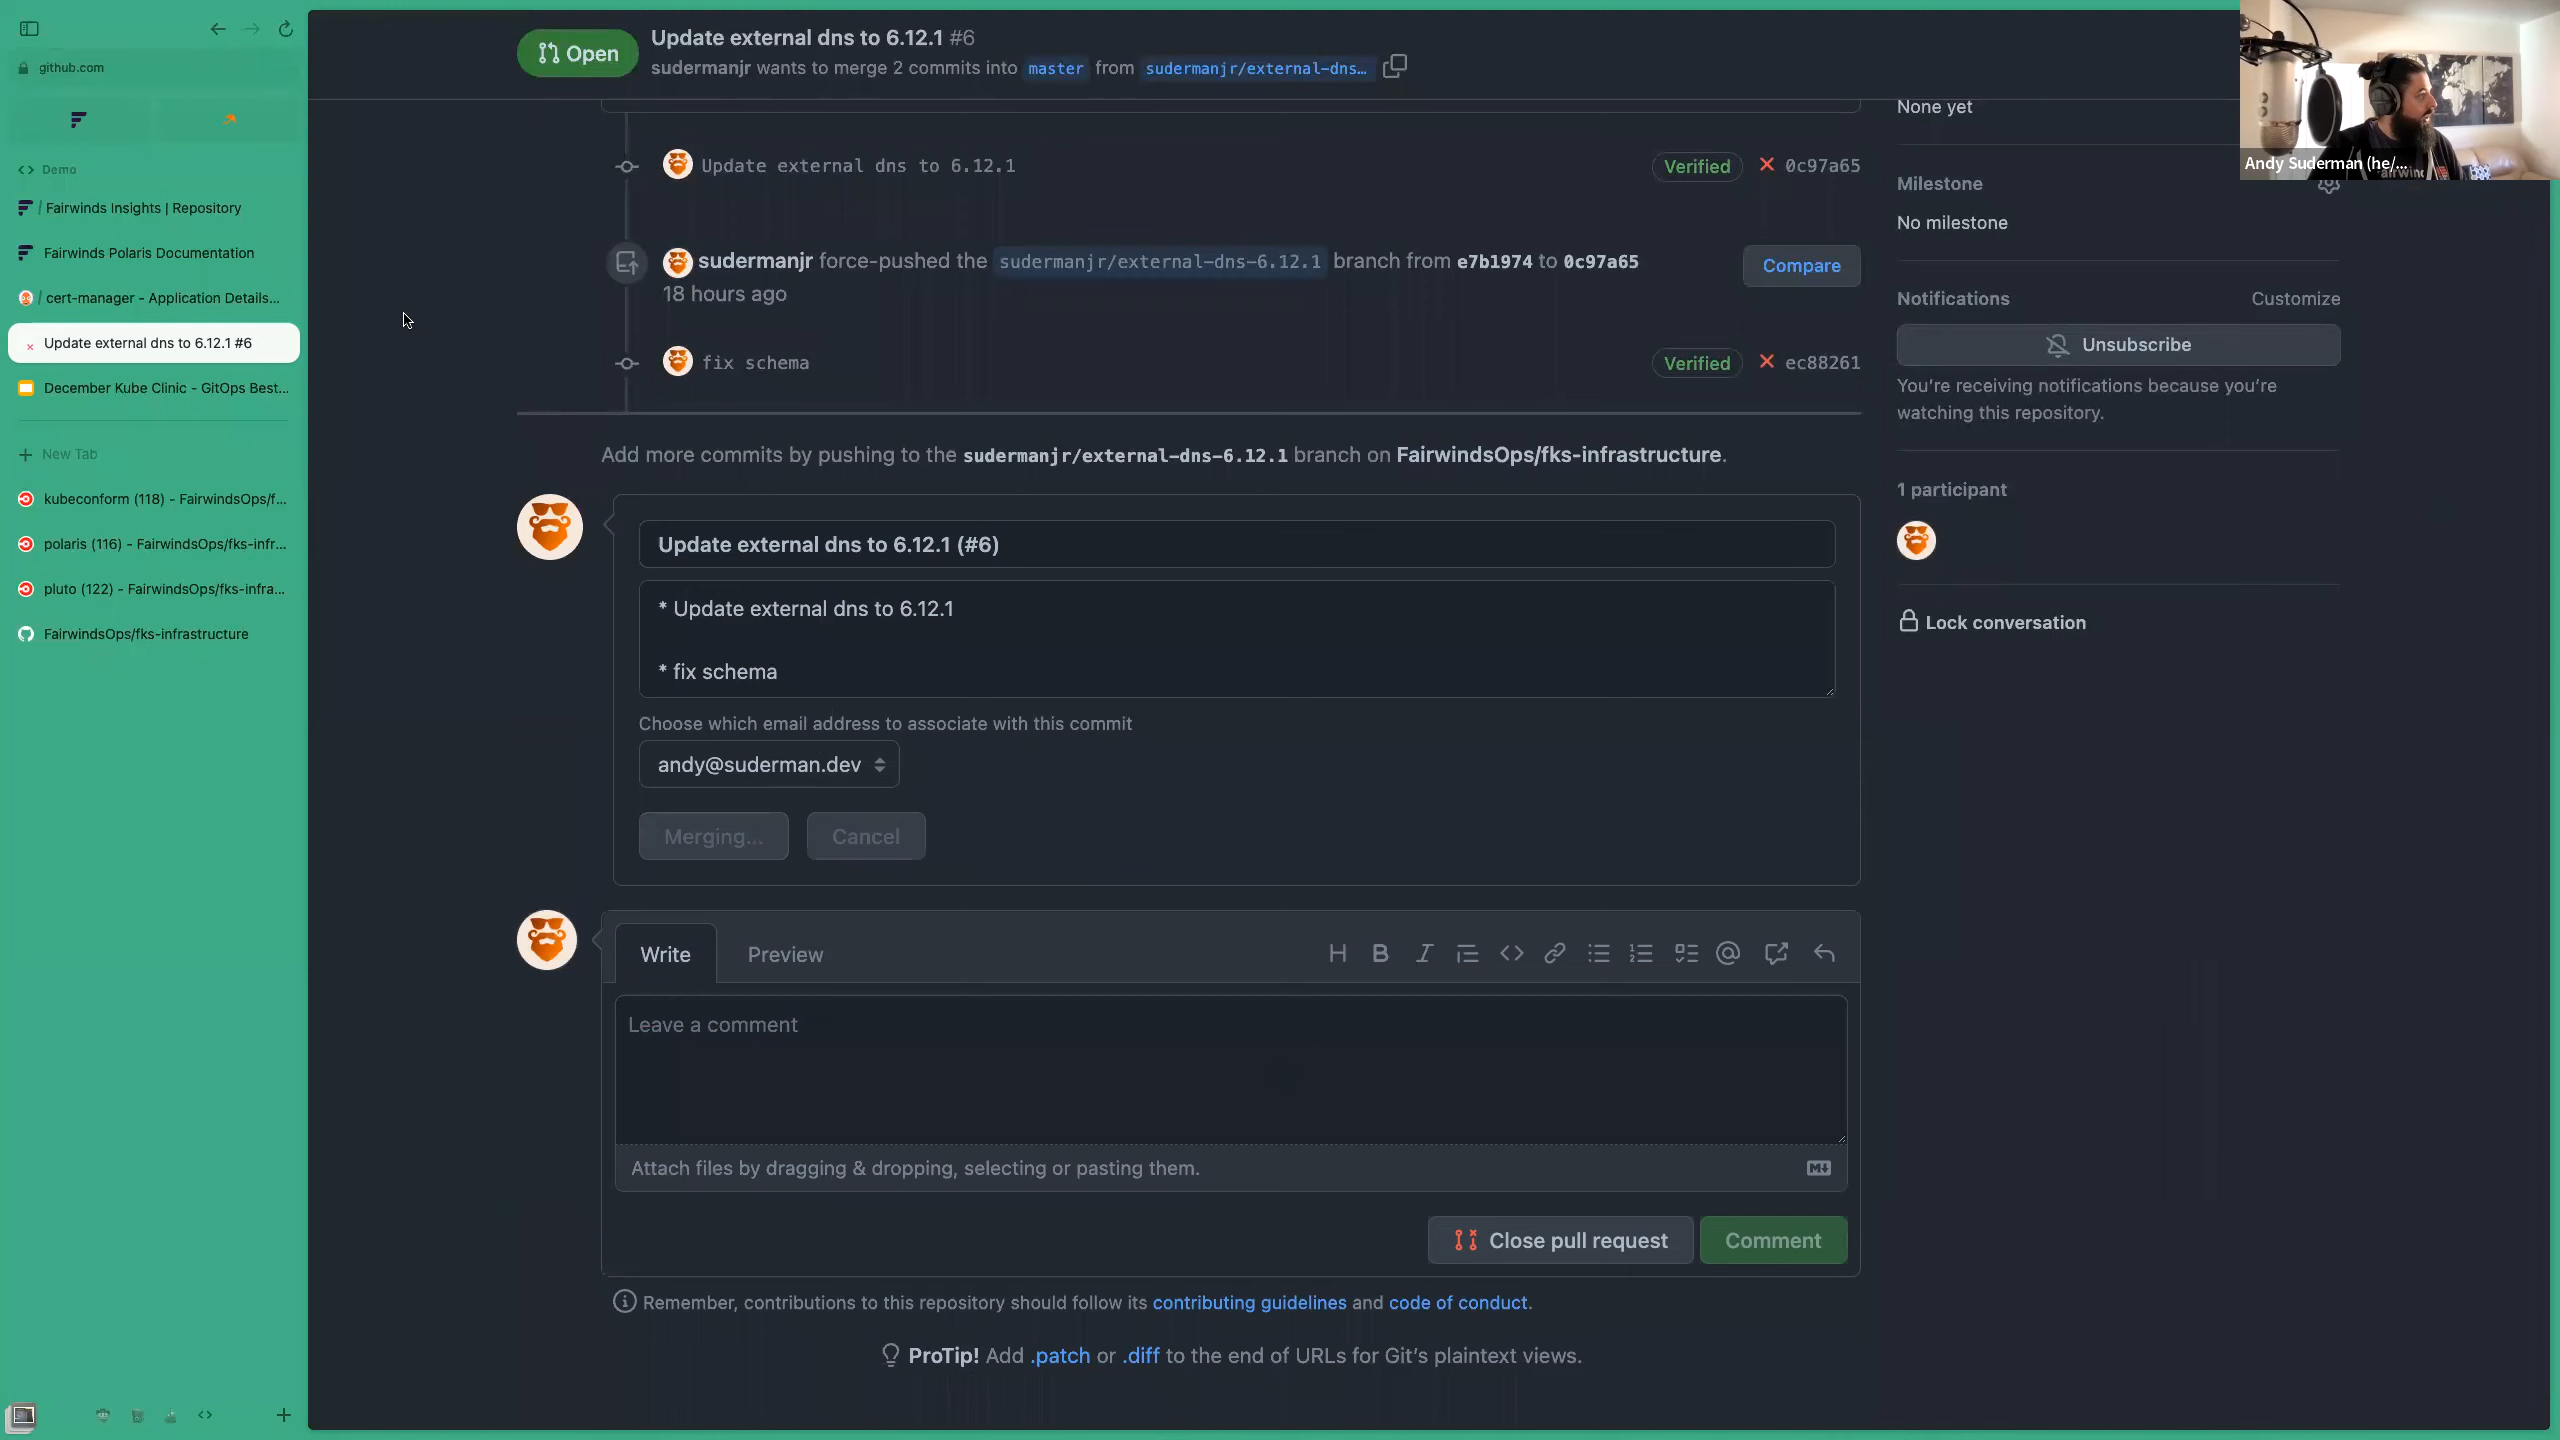 github.com
Demo
/ Fairwinds Insights | Repository
Fairwinds Polaris Documentation
/ cert-manager - Application Details...
Update external dns to 6.12.1 #6
December Kube Clinic - GitOps Best...
New Tab
kubeconform (118) - FairwindsOps/f...
polaris (116) - FairwindsOps/fks-infr...
pluto (122) - FairwindsOps/fks-infra...
FairwindsOps/fks-infrastructure
Open
Update external dns to 6.12.1 #6
sudermanjr wants to merge 2 commits into master from sudermanjr/external-dns…
Update external dns to 6.12.1
Verified
0c97a65
sudermanjr force-pushed the sudermanjr/external-dns-6.12.1 branch from e7b1974 to 0c97a65
18 hours ago
Compare
fix schema
Verified
ec88261
Add more commits by pushing to the sudermanjr/external-dns-6.12.1 branch on FairwindsOps/fks-infrastructure.
Update external dns to 6.12.1 (#6)
* Update external dns to 6.12.1
* fix schema
Choose which email address to associate with this commit
andy@suderman.dev
Merging...
Cancel
Write
Preview
Leave a comment
Attach files by dragging & dropping, selecting or pasting them.
Close pull request
Comment
Remember, contributions to this repository should follow its contributing guidelines and code of conduct.
ProTip! Add .patch or .diff to the end of URLs for Git's plaintext views.
None yet
Milestone
No milestone
Notifications
Customize
Unsubscribe
You're receiving notifications because you're
watching this repository.
1 participant
Lock conversation
Andy Suderman (he/...